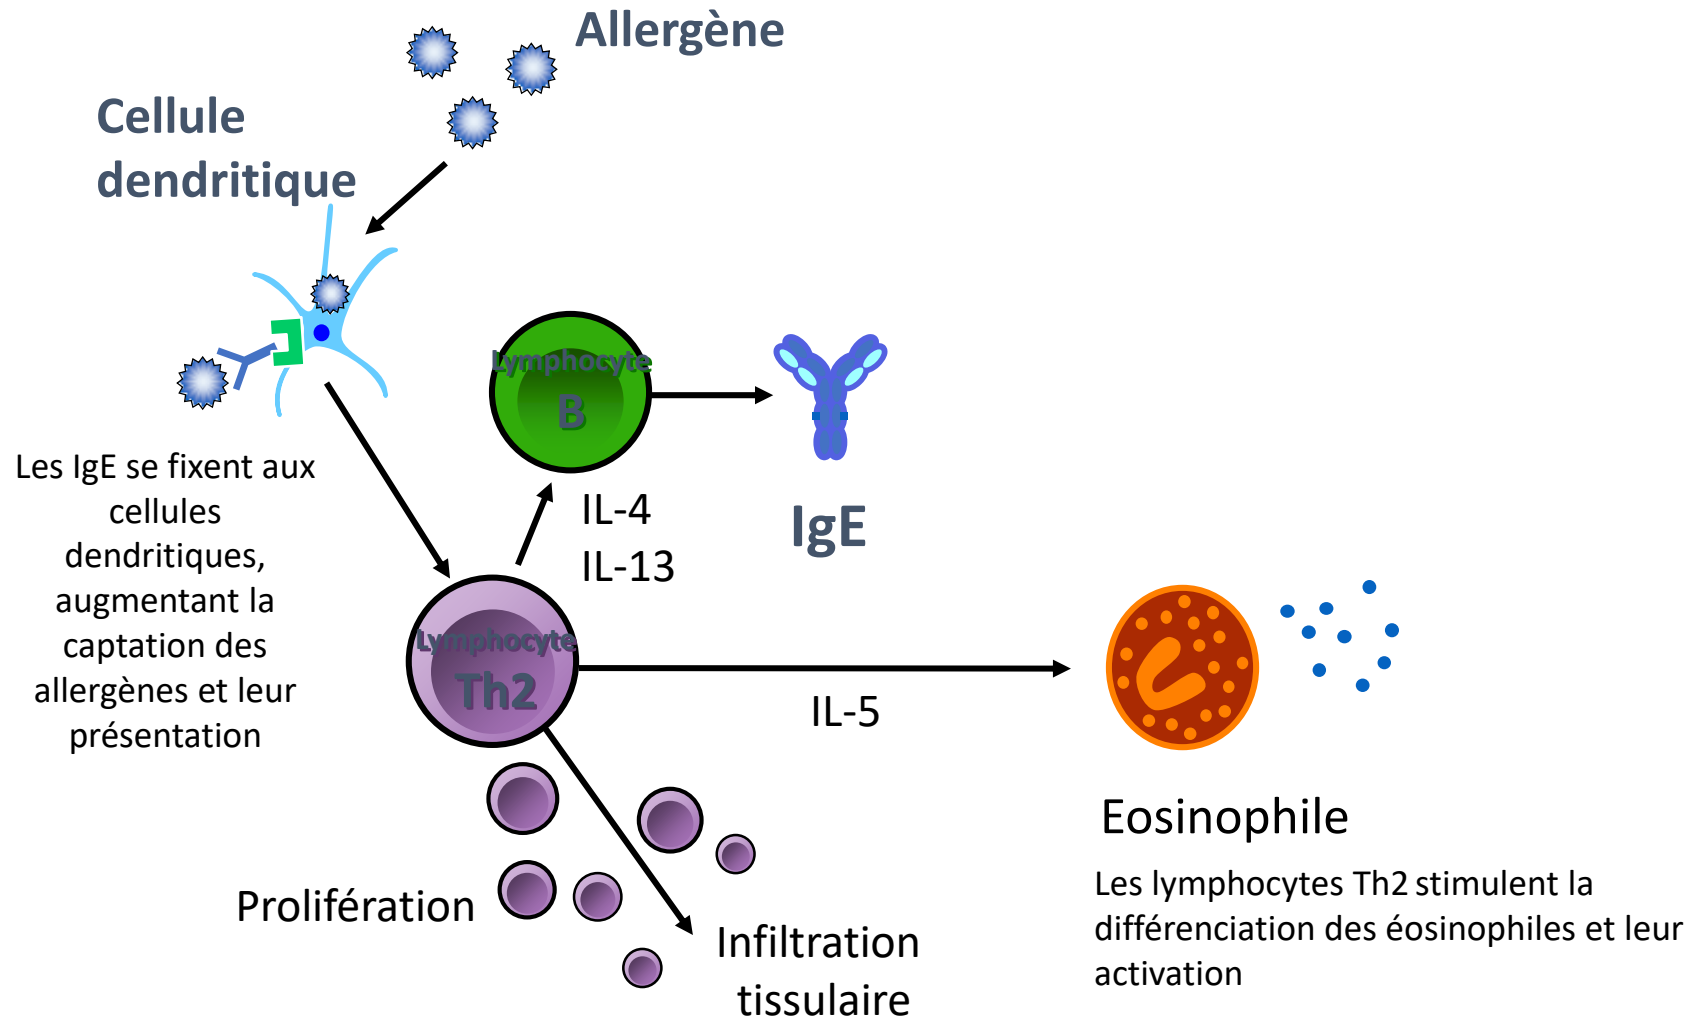 Allergène
Cellule
dendritique
Lymphocyte
B
IgE
Les IgE se fixent aux
cellules
dendritiques,
augmentant la
captation des
allergènes et leur
présentation
IL-4
IL-13
Lymphocyte
Th2
IL-5
Eosinophile
Les lymphocytes Th2 stimulent la
différenciation des éosinophiles et leur
activation
Prolifération
Infiltration
tissulaire